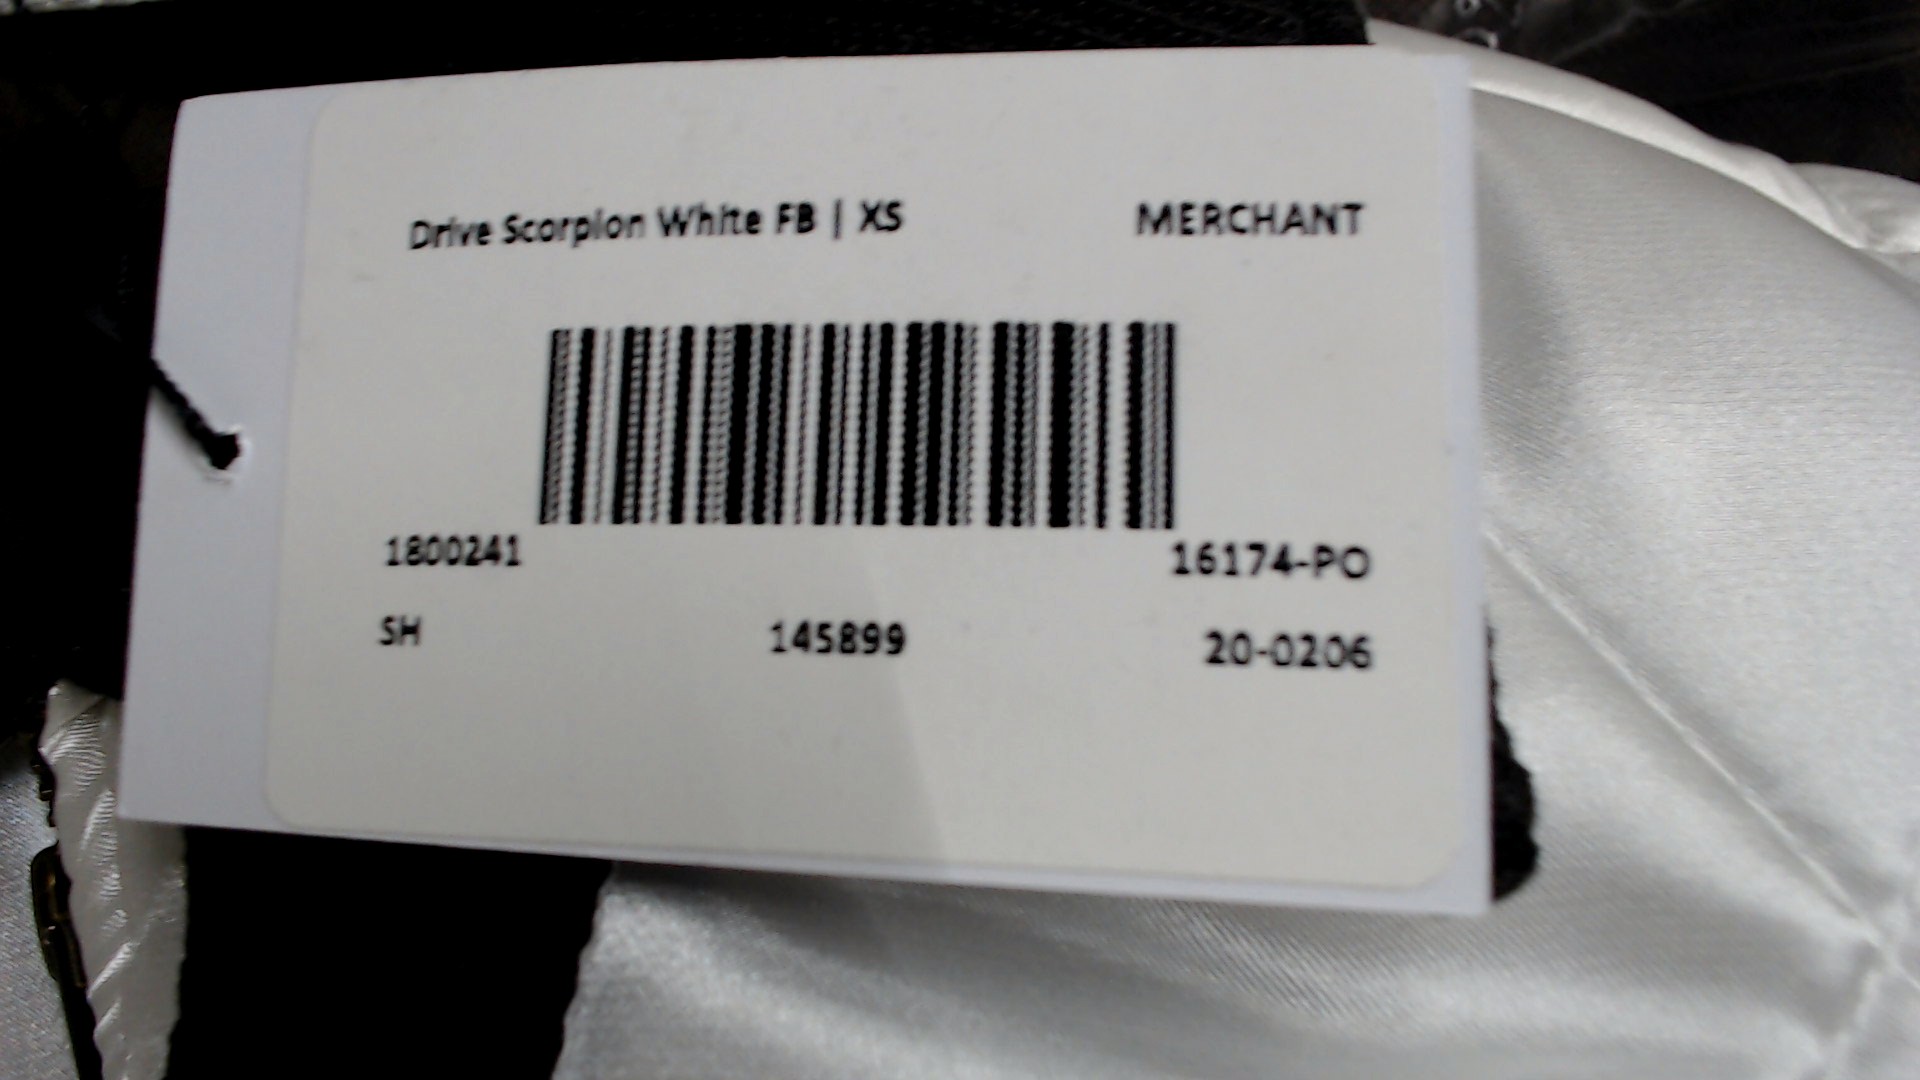 Drive Scorpion White FB | XS MERCHANT
1800241 16174-PO
SH 145899 20-0206